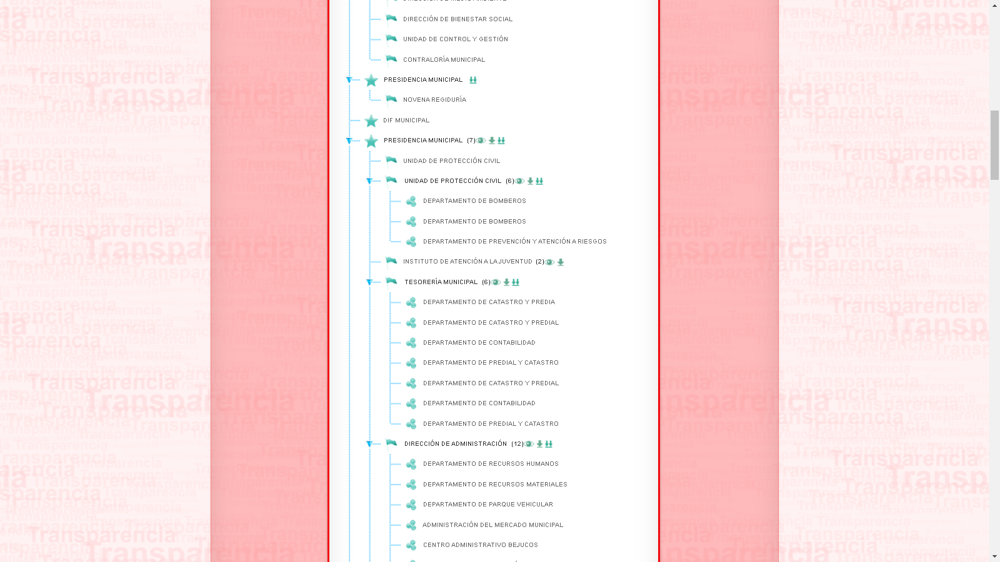 DIRECCIÓN DE BIENESTAR SOCIAL
UNIDAD DE CONTROL Y GESTIÓN
CONTRALORÍA MUNICIPAL
PRESIDENCIA MUNICIPAL
NOVENA REGIDURÍA
DIF MUNICIPAL
PRESIDENCIA MUNICIPAL (7)
UNIDAD DE PROTECCIÓN CIVIL
UNIDAD DE PROTECCIÓN CIVIL (6)
DEPARTAMENTO DE BOMBEROS
DEPARTAMENTO DE BOMBEROS
DEPARTAMENTO DE PREVENCIÓN Y ATENCIÓN A RIESGOS
INSTITUTO DE ATENCIÓN A LA JUVENTUD (2)
TESORERÍA MUNICIPAL (6)
DEPARTAMENTO DE CATASTRO Y PREDIA
DEPARTAMENTO DE CATASTRO Y PREDIAL
DEPARTAMENTO DE CONTABILIDAD
DEPARTAMENTO DE PREDIAL Y CATASTRO
DEPARTAMENTO DE CATASTRO Y PREDIAL
DEPARTAMENTO DE CONTABILIDAD
DEPARTAMENTO DE PREDIAL Y CATASTRO
DIRECCIÓN DE ADMINISTRACIÓN (12)
DEPARTAMENTO DE RECURSOS HUMANOS
DEPARTAMENTO DE RECURSOS MATERIALES
DEPARTAMENTO DE PARQUE VEHICULAR
ADMINISTRACIÓN DEL MERCADO MUNICIPAL
CENTRO ADMINISTRATIVO BEJUCOS